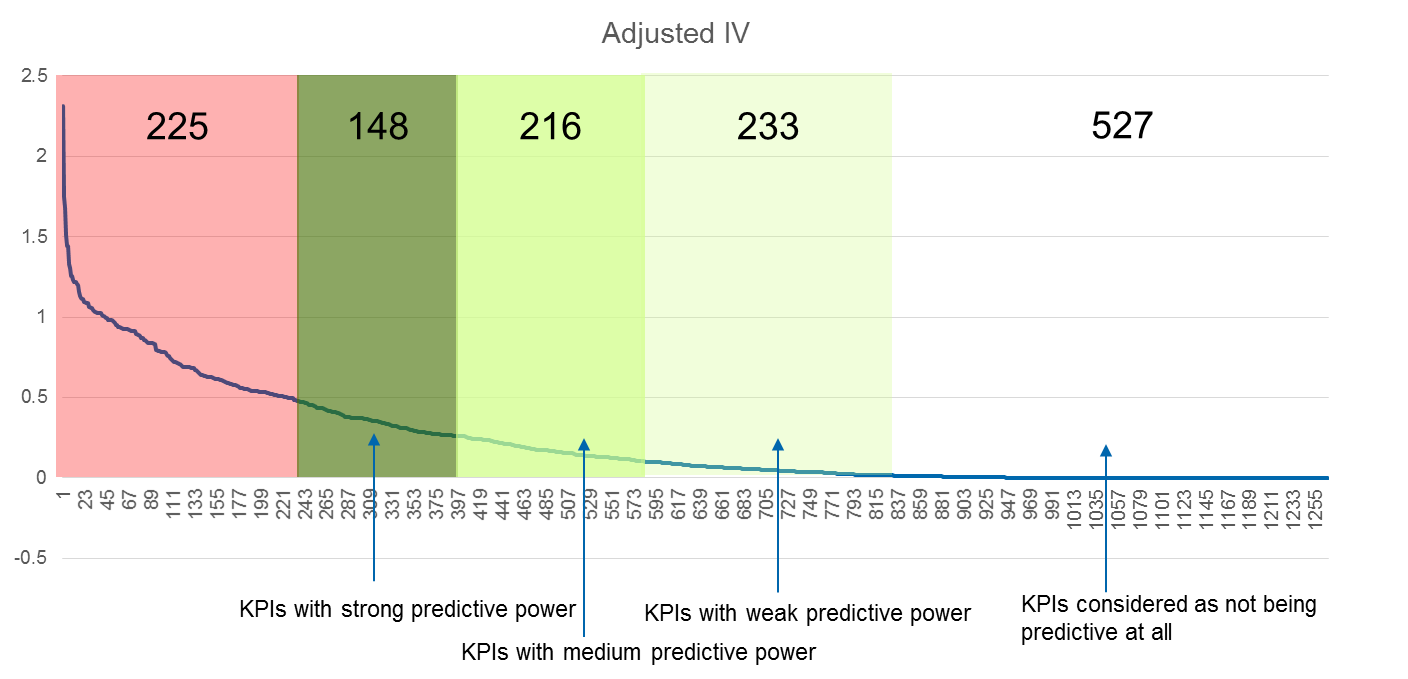 Adjusted IV
2.5
225 148 216 233 527
2
1.5
1
0.5
0
1 23 45 67 89 111 133 155 177 199 221 243 265 287 309 331 353 375 397 419 441 463 485 507 529 551 573 595 617 639 661 683 705 727 749 771 793 815 837 859 881 903 925 947 969 991 1013 1035 1057 1079 1101 1123 1145 1167 1189 1211 1233 1255
-0.5
KPIs with strong predictive power
KPIs with medium predictive power
KPIs with weak predictive power
KPIs considered as not being
predictive at all